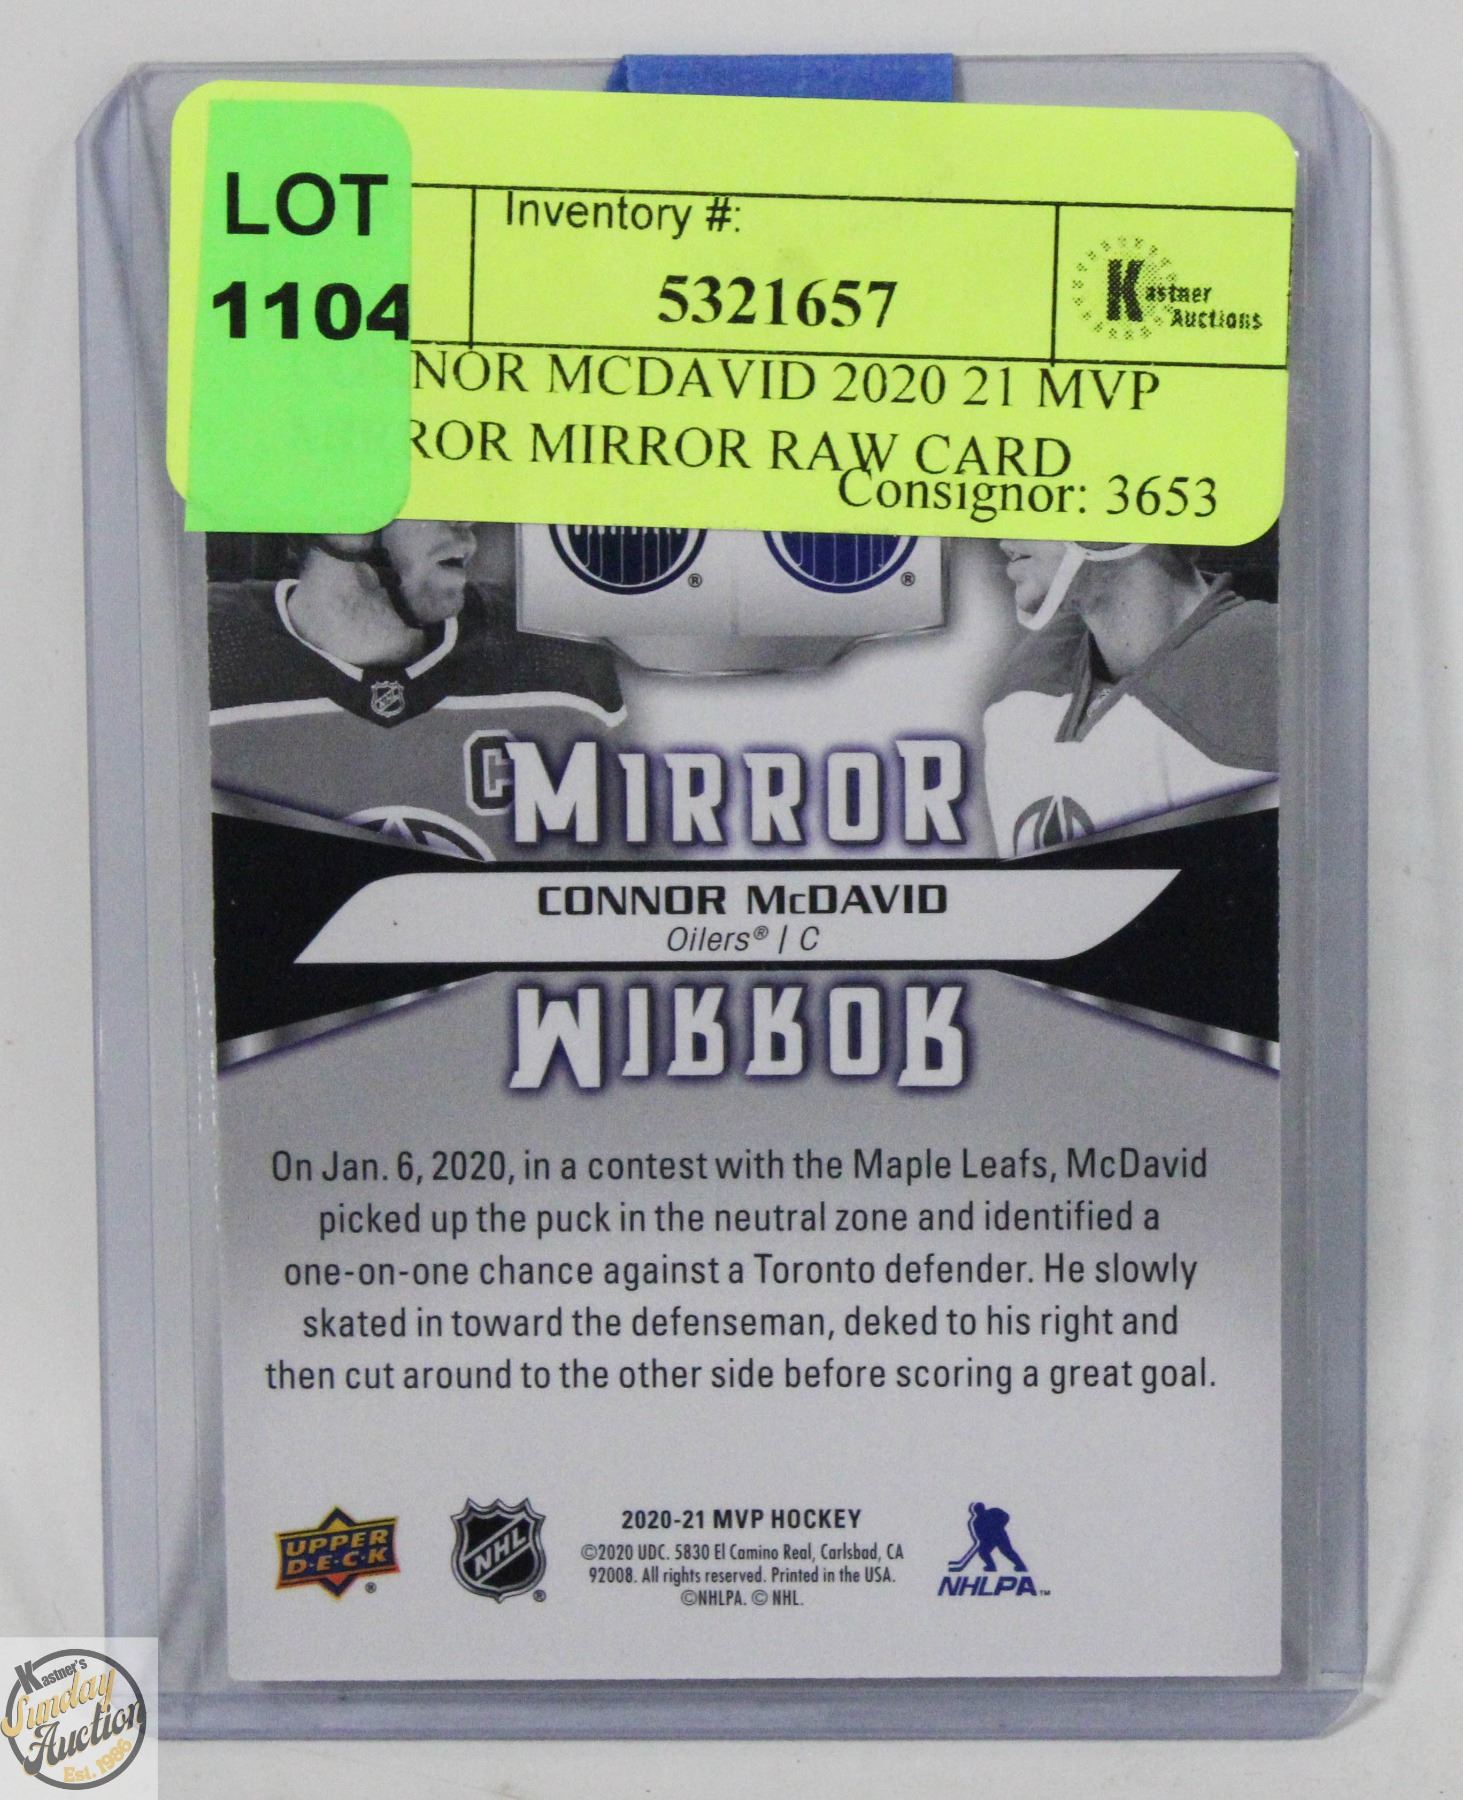 LOT
1104
Inventory #:
5321657
Kastner
Auctions
NOR MCDAVID 2020 21 MVP
ROR MIRROR RAW CARD
Consignor: 3653
C
MIRROR
CONNOR McDAVID
Oilers® | C
MIRROR
On Jan. 6, 2020, in a contest with the Maple Leafs, McDavid
picked up the puck in the neutral zone and identified a
one-on-one chance against a Toronto defender. He slowly
skated in toward the defenseman, deked to his right and
then cut around to the other side before scoring a great goal.
UPPER
D·E·C·K
®
NHL
®
2020-21 MVP HOCKEY
©2020 UDC. 5830 El Camino Real, Carlsbad, CA
92008. All rights reserved. Printed in the USA.
©NHLPA. © NHL.
NHLPA™
Kastner's
Sunday
Auction
Est. 1986